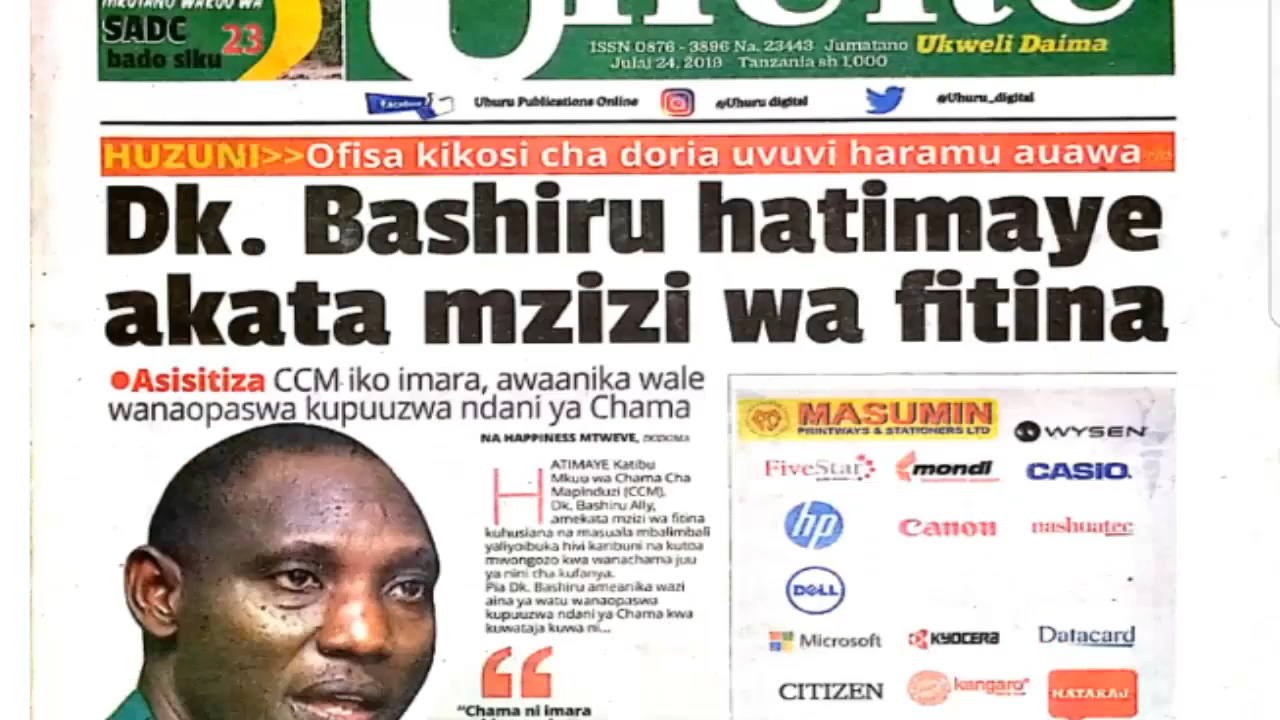 MKUTANO WAKUU WA
SADC 23
bado siku
Uhuru
ISSN 0876 - 3896 Na. 23443 Jumatano Ukweli Daima
Julai 24, 2019 Tanzania sh 1,000
facebook Uhuru Publications Online @Uhuru digital @Uhuru_digital
HUZUNI>>Ofisa kikosi cha doria uvuvi haramu auawa
Dk. Bashiru hatimaye
akata mzizi wa fitina
●Asisitiza CCM iko imara, awaanika wale
wanaopaswa kupuuzwa ndani ya Chama
NA HAPPINESS MTWEVE, DODOMA
HATIMAYE Katibu
Mkuu wa Chama Cha
Mapinduzi (CCM),
Dk. Bashiru Ally,
amekata mzizi wa fitina
kuhusiana na masuala mbalimbali
yaliyoibuka hivi karibuni na kutoa
mwongozo kwa wanachama juu
ya nini cha kufanya.
Pia Dk. Bashiru ameanika wazi
aina ya watu wanaopaswa
kupuuzwa ndani ya Chama kwa
kuwataja kuwa ni...
“Chama ni imara
MASUMIN
PRINTWAYS & STATIONERS LTD
WYSEN
FiveStar mondi CASIO.
hp Canon nashuatec
DELL
Microsoft KYOCERA Datacard
CITIZEN kangaro NATARAJ